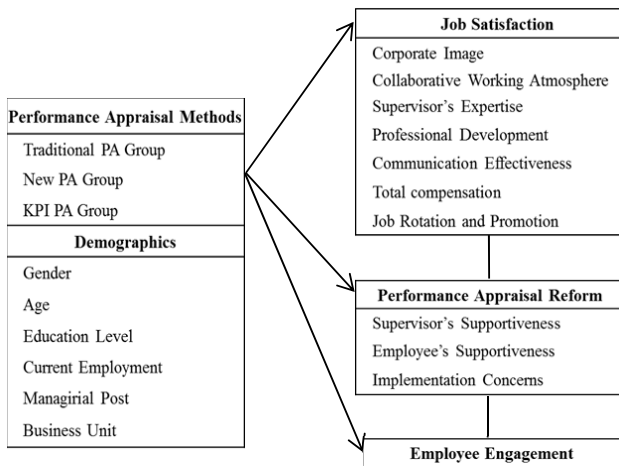 Performance Appraisal Methods
Traditional PA Group
New PA Group
KPI PA Group
Demographics
Gender
Age
Education Level
Current Employment
Managirial Post
Business Unit
Job Satisfaction
Corporate Image
Collaborative Working Atmosphere
Supervisor's Expertise
Professional Development
Communication Effectiveness
Total compensation
Job Rotation and Promotion
Performance Appraisal Reform
Supervisor's Supportiveness
Employee's Supportiveness
Implementation Concerns
Employee Engagement